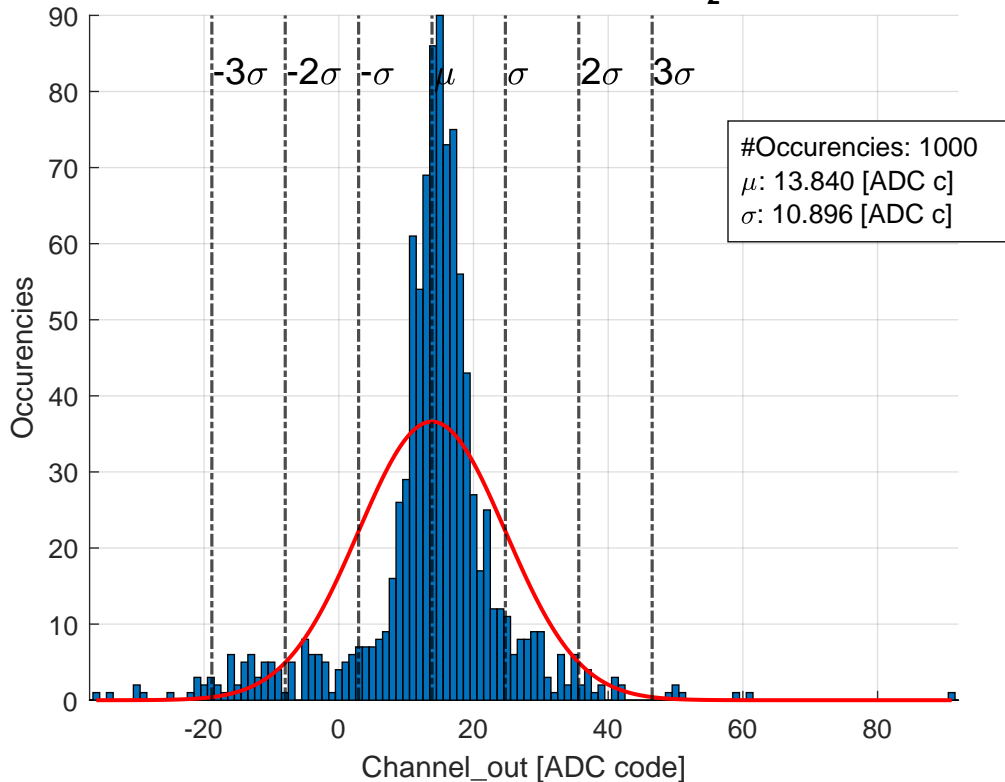 2
90
80
70
60
50
40
30
20
10
0
-3σ -2σ -σ μ σ 2σ 3σ
#Occurencies: 1000
μ: 13.840 [ADC c]
σ: 10.896 [ADC c]
Occurencies
-20 0 20 40 60 80
Channel_out [ADC code]